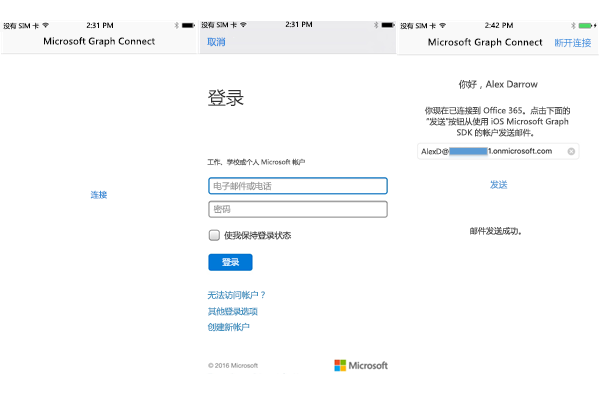 没有 SIM 卡 2:31 PM
Microsoft Graph Connect
连接
没有 SIM 卡 2:31 PM
取消
登录
工作、学校或个人 Microsoft 帐户
电子邮件或电话
密码
使我保持登录状态
登录
无法访问帐户？
其他登录选项
创建新帐户
© 2016 Microsoft
Microsoft
没有 SIM 卡 2:42 PM
Microsoft Graph Connect 断开连接
你好，Alex Darrow
你现在已连接到 Office 365。点击下面的
“发送”按钮从使用 iOS Microsoft Graph
SDK 的帐户发送邮件。
AlexD@ 1.onmicrosoft.com
发送
邮件发送成功。